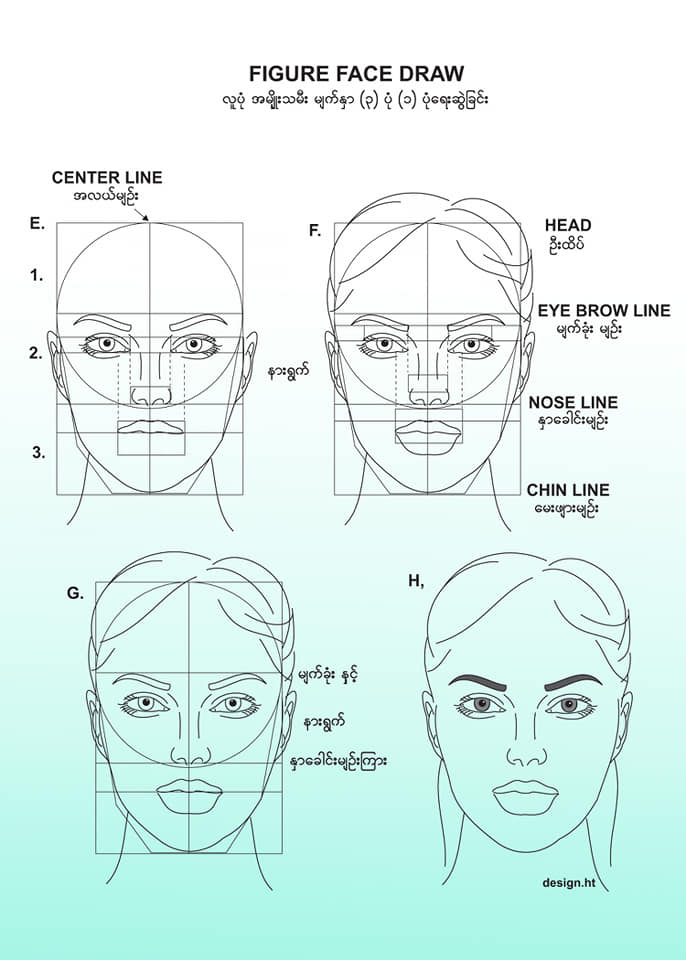 FIGURE FACE DRAW
လူပုံ အမျိုးသမီး မျက်နှာ (၃) ပုံ (၁) ပုံရေးဆွဲခြင်း
CENTER LINE
အလယ်မျဉ်း
E.
1.
2.
3.
နားရွက်
F.
HEAD
ဦးထိပ်
EYE BROW LINE
မျက်ခုံး မျဉ်း
NOSE LINE
နှာခေါင်းမျဉ်း
CHIN LINE
မေးဖျားမျဉ်း
G.
မျက်ခုံး နှင့်
နားရွက်
နှာခေါင်းမျဉ်းကြား
H,
design.ht